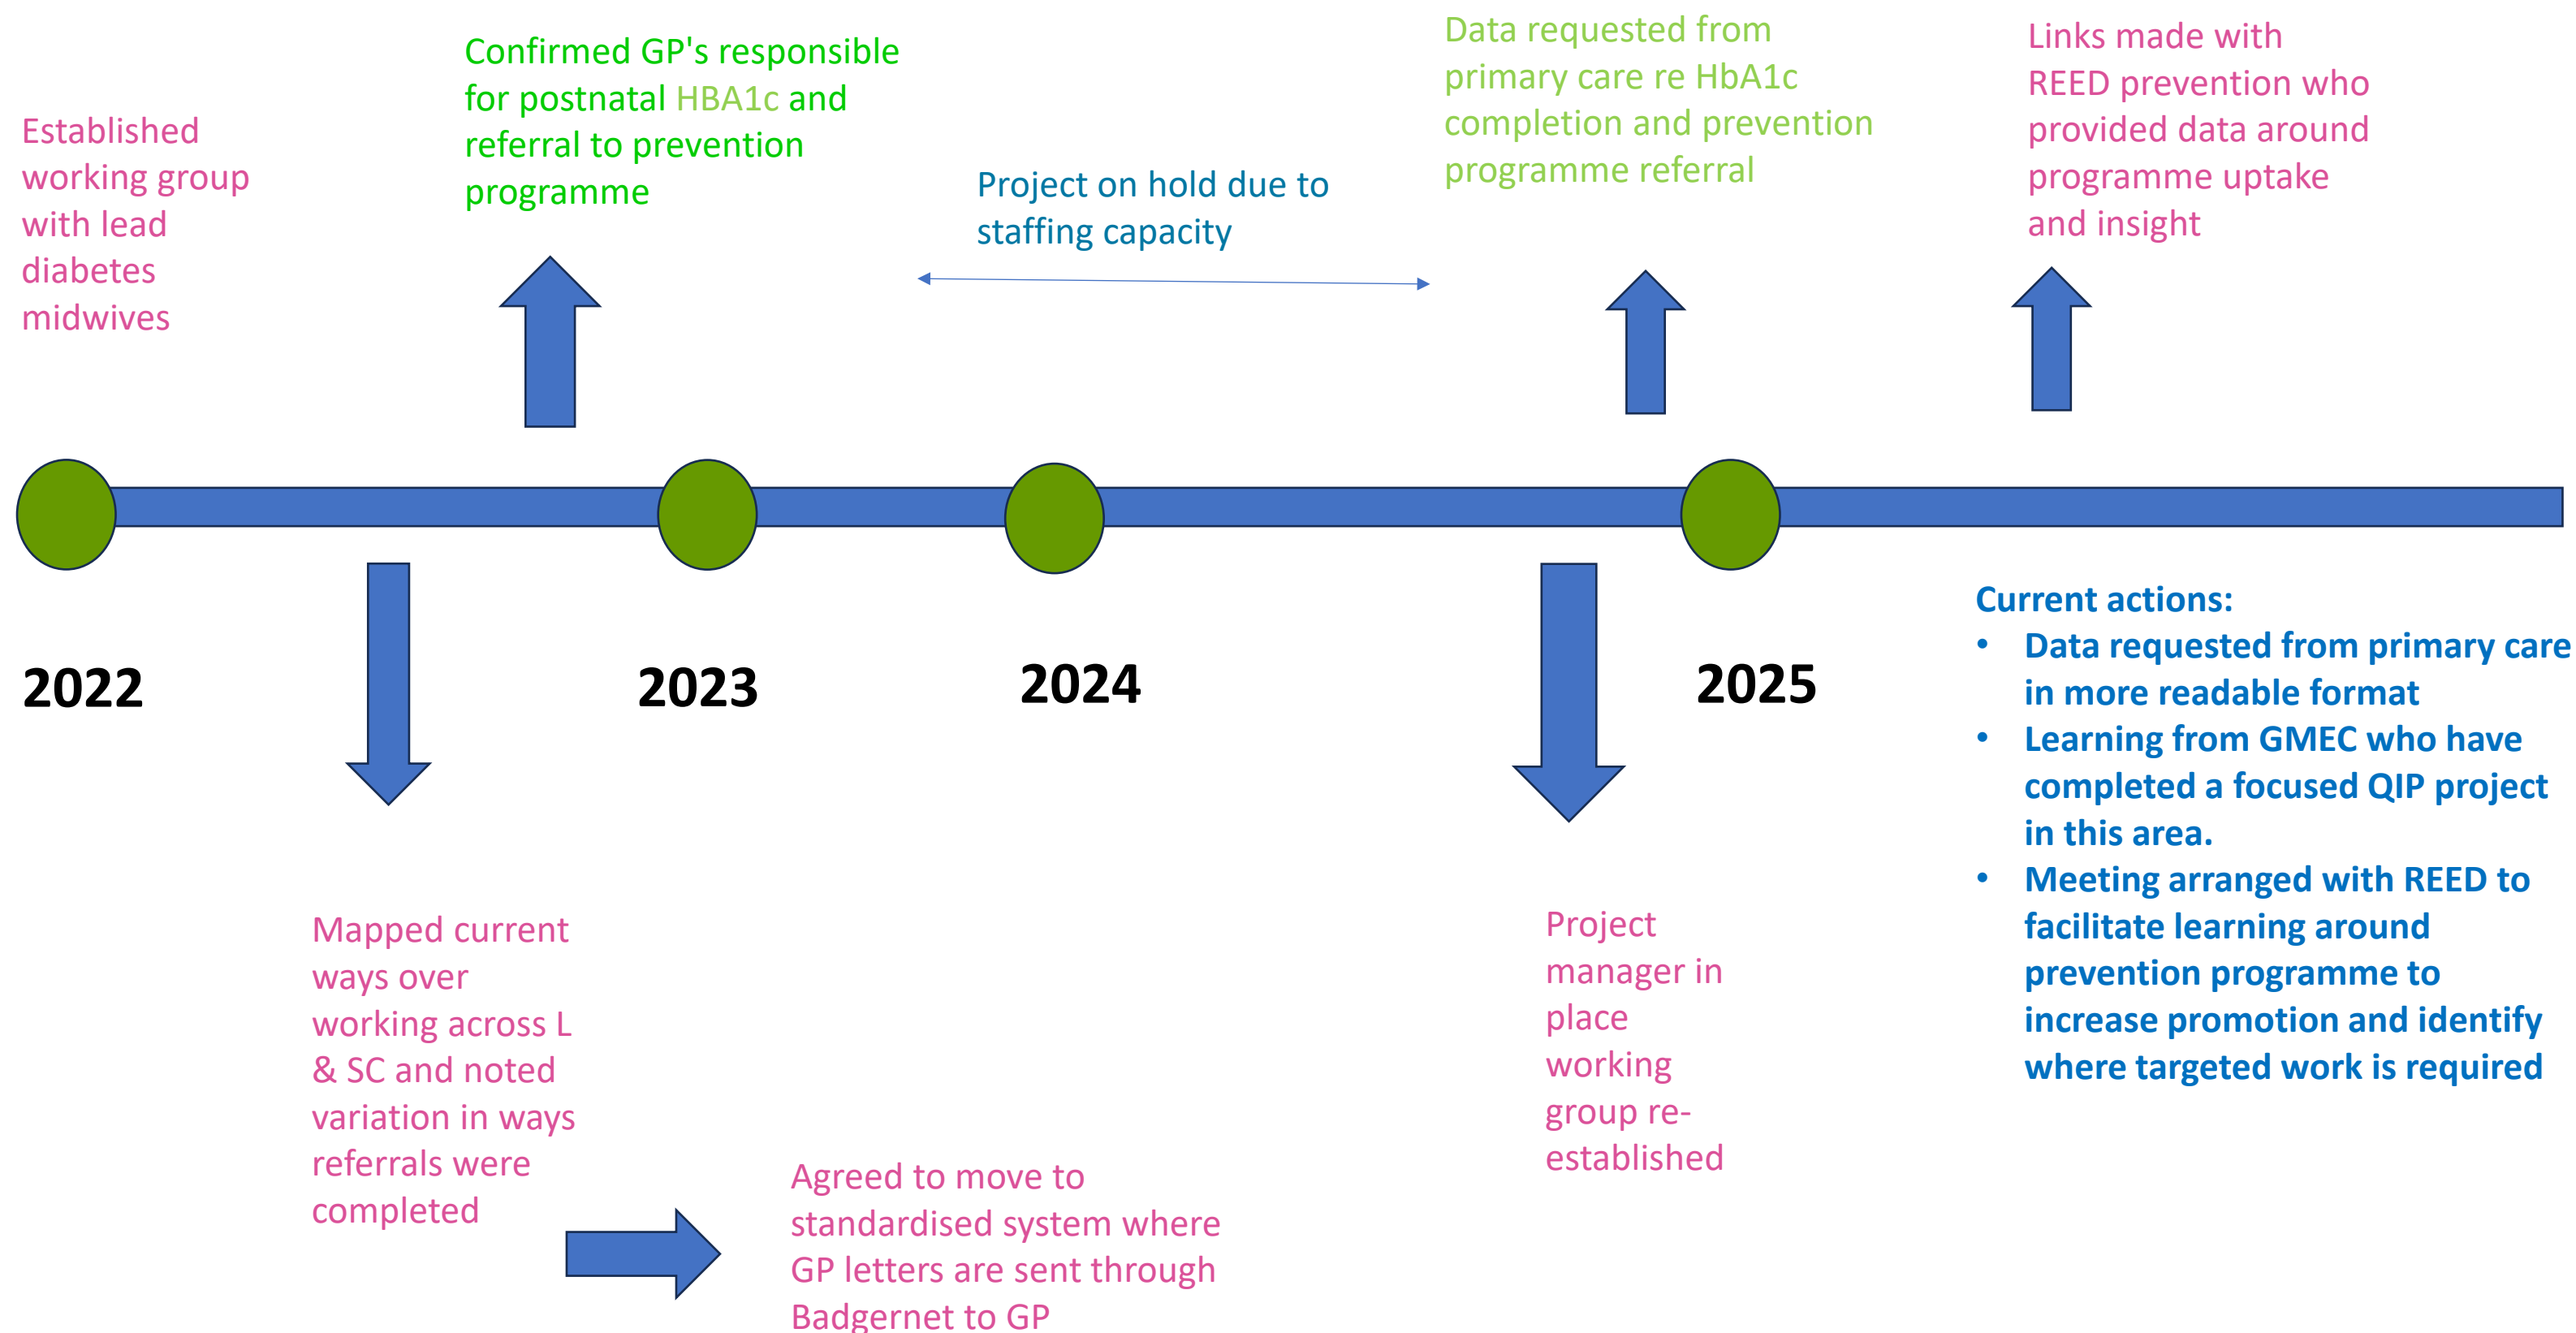 Established
working group
with lead
diabetes
midwives
Confirmed GP's responsible
for postnatal HBA1c and
referral to prevention
programme
Project on hold due to
staffing capacity
Data requested from
primary care re HbA1c
completion and prevention
programme referral
Links made with
REED prevention who
provided data around
programme uptake
and insight
2022
2023
2024
2025
Mapped current
ways over
working across L
& SC and noted
variation in ways
referrals were
completed
Agreed to move to
standardised system where
GP letters are sent through
Badgernet to GP
Project
manager in
place
working
group re-
established
Current actions:
• Data requested from primary care
in more readable format
• Learning from GMEC who have
completed a focused QIP project
in this area.
• Meeting arranged with REED to
facilitate learning around
prevention programme to
increase promotion and identify
where targeted work is required